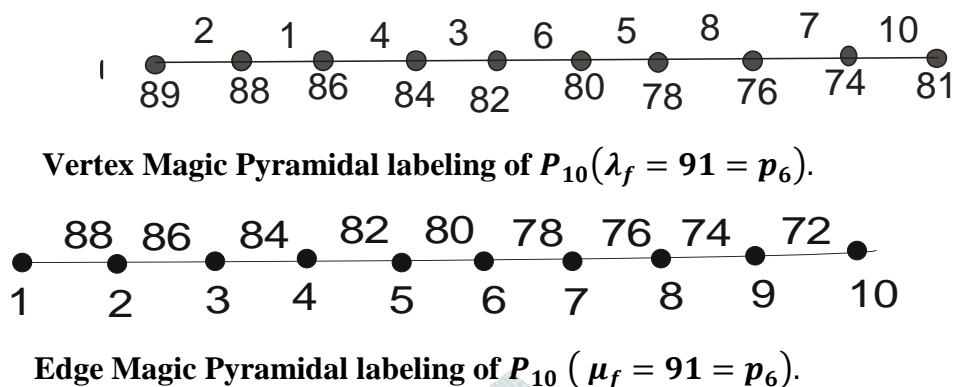 2 1 4 3 6 5 8 7 10
89 88 86 84 82 80 78 76 74 81
Vertex Magic Pyramidal labeling of P₁₀(λ_f = 91 = p₆).
88 86 84 82 80 78 76 74 72
1 2 3 4 5 6 7 8 9 10
Edge Magic Pyramidal labeling of P₁₀ ( μ_f = 91 = p₆).